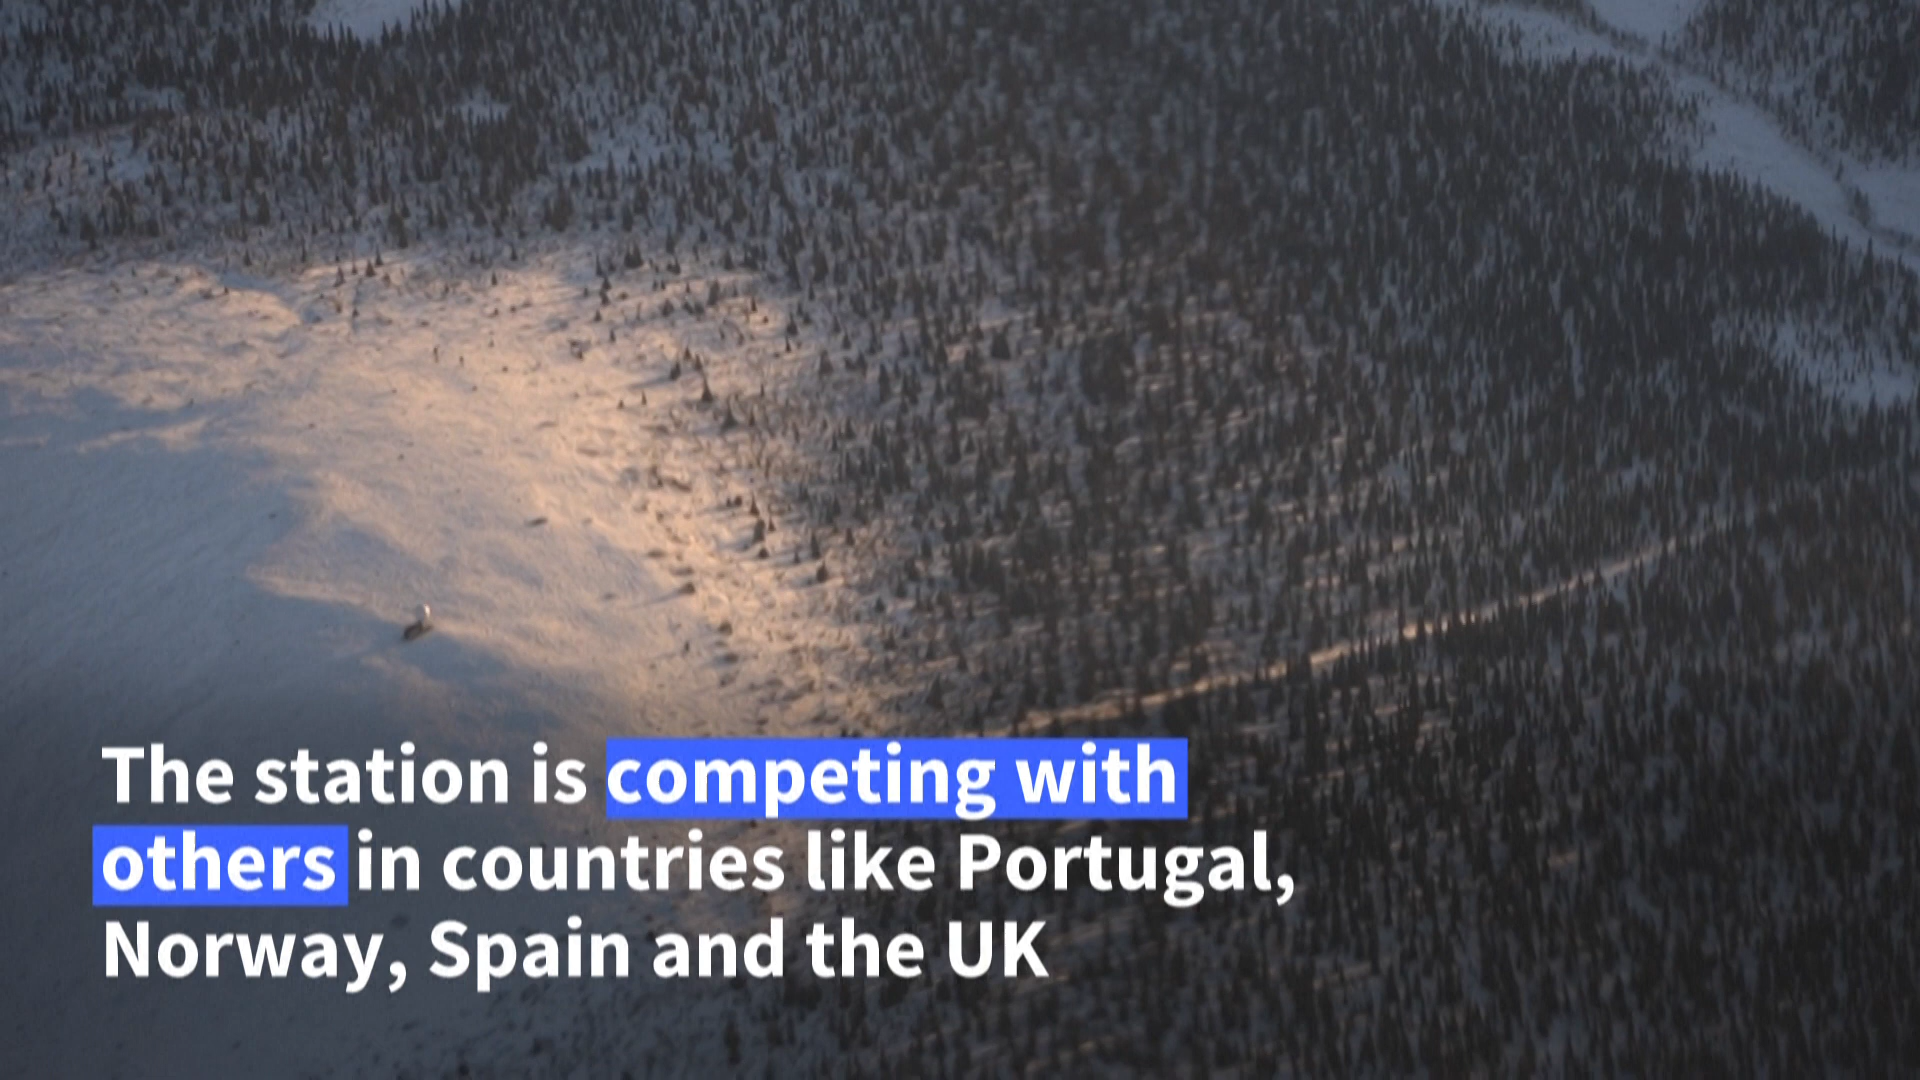 The station is competing with
others in countries like Portugal,
Norway, Spain and the UK